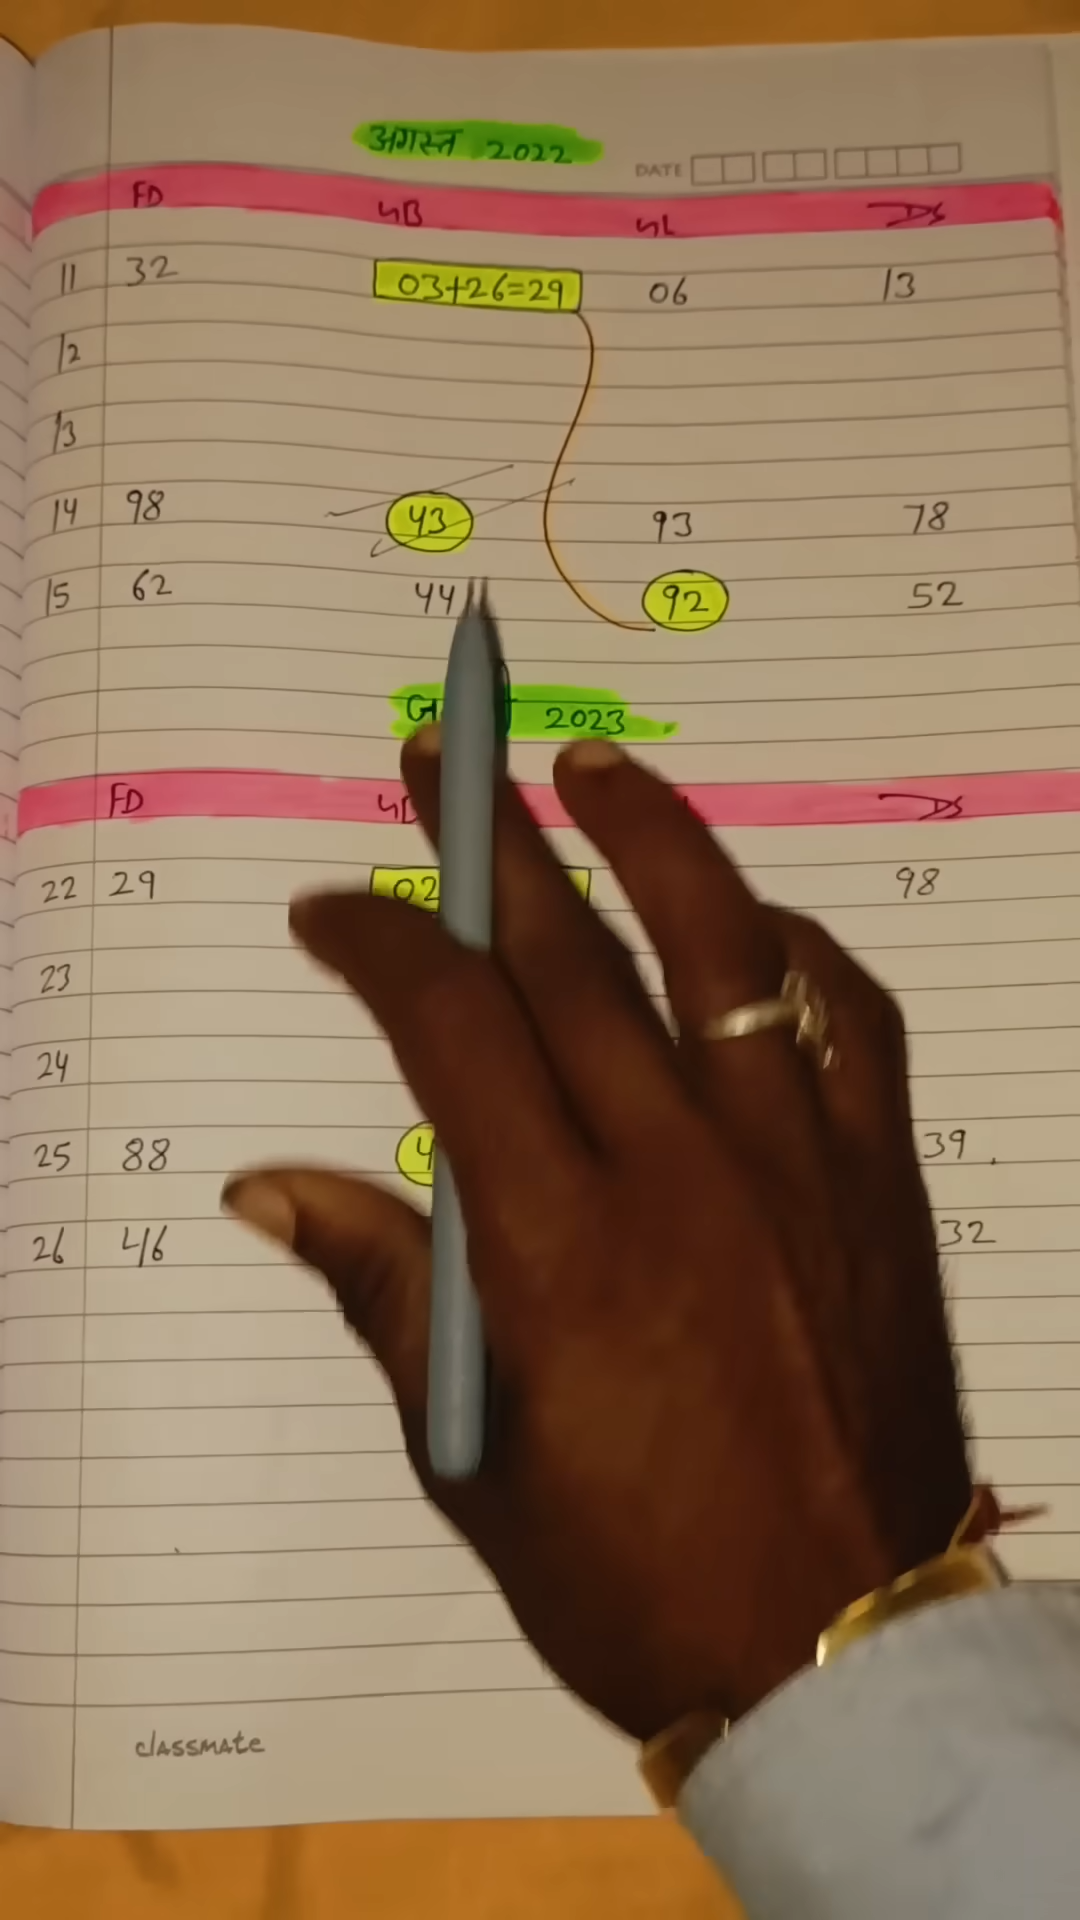 अगस्त 2022
DATE
FD GB GL DS
11 32 03+26=29 06 13
12
13
14 98 43 93 78
15 62 44 92 52
2023
FD DS
22 29 02 98
23
24
25 88 4 39 .
26 46 32
classmate